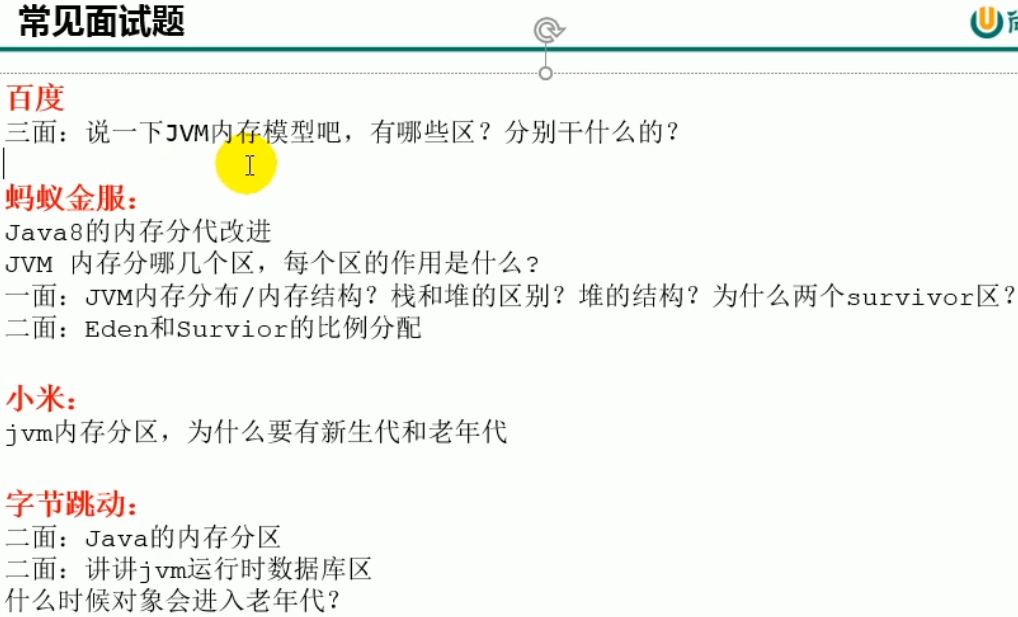 常见面试题
百度
三面：说一下JVM内存模型吧，有哪些区？分别干什么的？
蚂蚁金服：
Java8的内存分代改进
JVM 内存分哪几个区，每个区的作用是什么?
一面：JVM内存分布/内存结构？栈和堆的区别？堆的结构？为什么两个survivor区？
二面：Eden和Survior的比例分配
小米：
jvm内存分区，为什么要有新生代和老年代
字节跳动：
二面：Java的内存分区
二面：讲讲jvm运行时数据库区
什么时候对象会进入老年代？